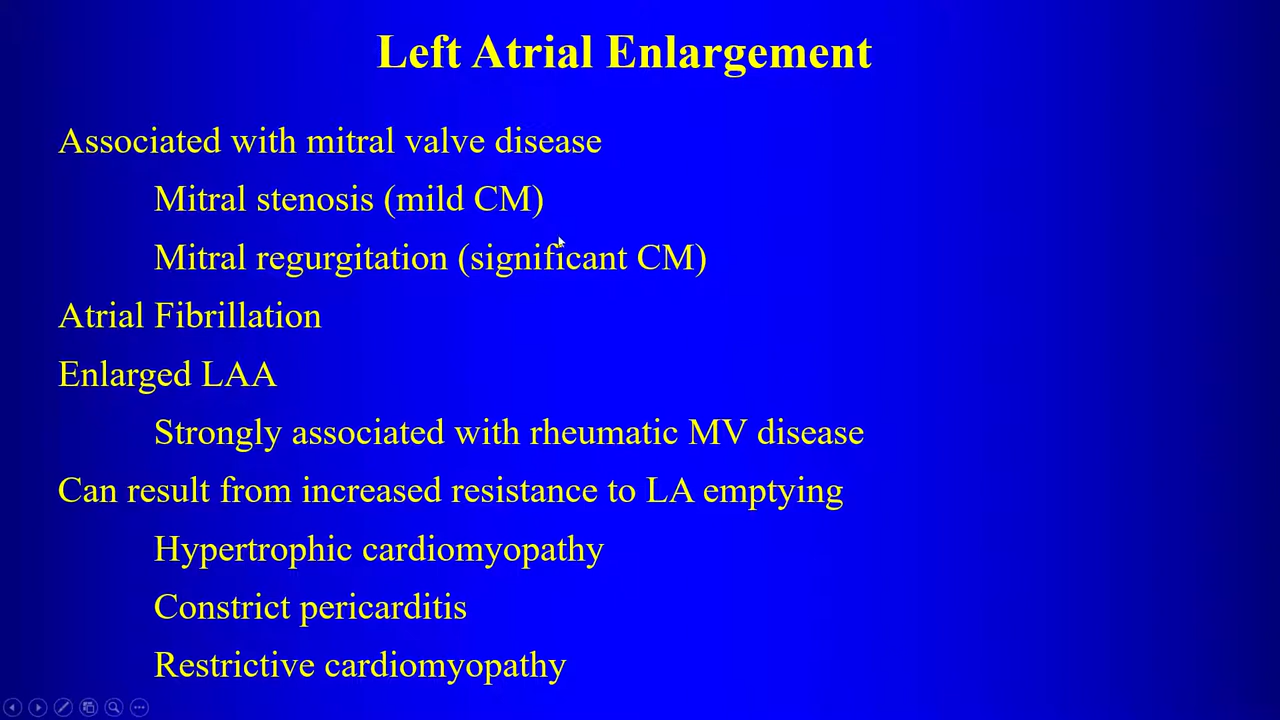 Left Atrial Enlargement
Associated with mitral valve disease
Mitral stenosis (mild CM)
Mitral regurgitation (significant CM)
Atrial Fibrillation
Enlarged LAA
Strongly associated with rheumatic MV disease
Can result from increased resistance to LA emptying
Hypertrophic cardiomyopathy
Constrict pericarditis
Restrictive cardiomyopathy